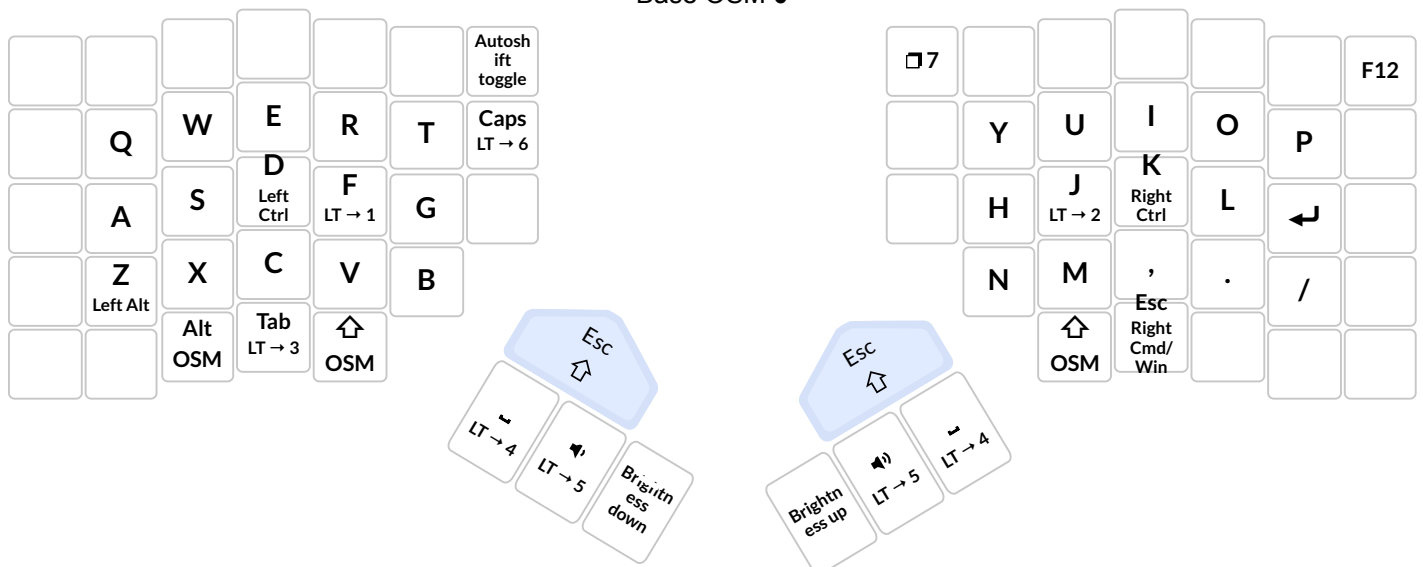 Base OSM
Autosh
ift
toggle
7
F12
Q
W
E
R
T
Caps
LT → 6
Y
U
I
O
P
A
S
D
Left
Ctrl
F
LT → 1
G
H
J
LT → 2
K
Right
Ctrl
L
Z
Left Alt
X
C
V
B
N
M
,
.
/
Alt
OSM
Tab
LT → 3
OSM
OSM
Esc
Right
Cmd/
Win
Esc
LT → 4
LT → 5
Brightn
ess
down
Esc
Brightn
ess up
LT → 5
LT → 4